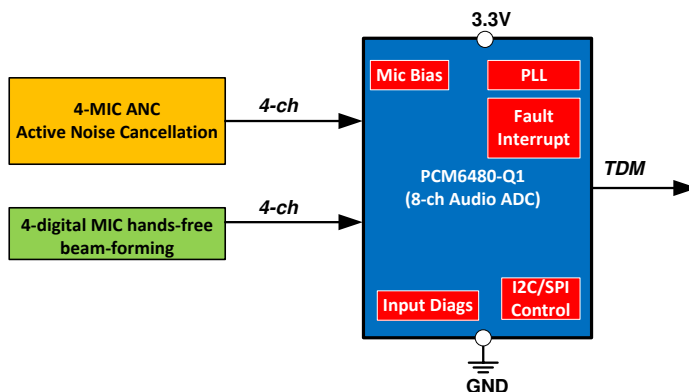 3.3V
Mic Bias
PLL
4-MIC ANC
Active Noise Cancellation
4-ch
Fault
Interrupt
PCM6480-Q1
(8-ch Audio ADC)
TDM
4-digital MIC hands-free
beam-forming
4-ch
Input Diags
I2C/SPI
Control
GND